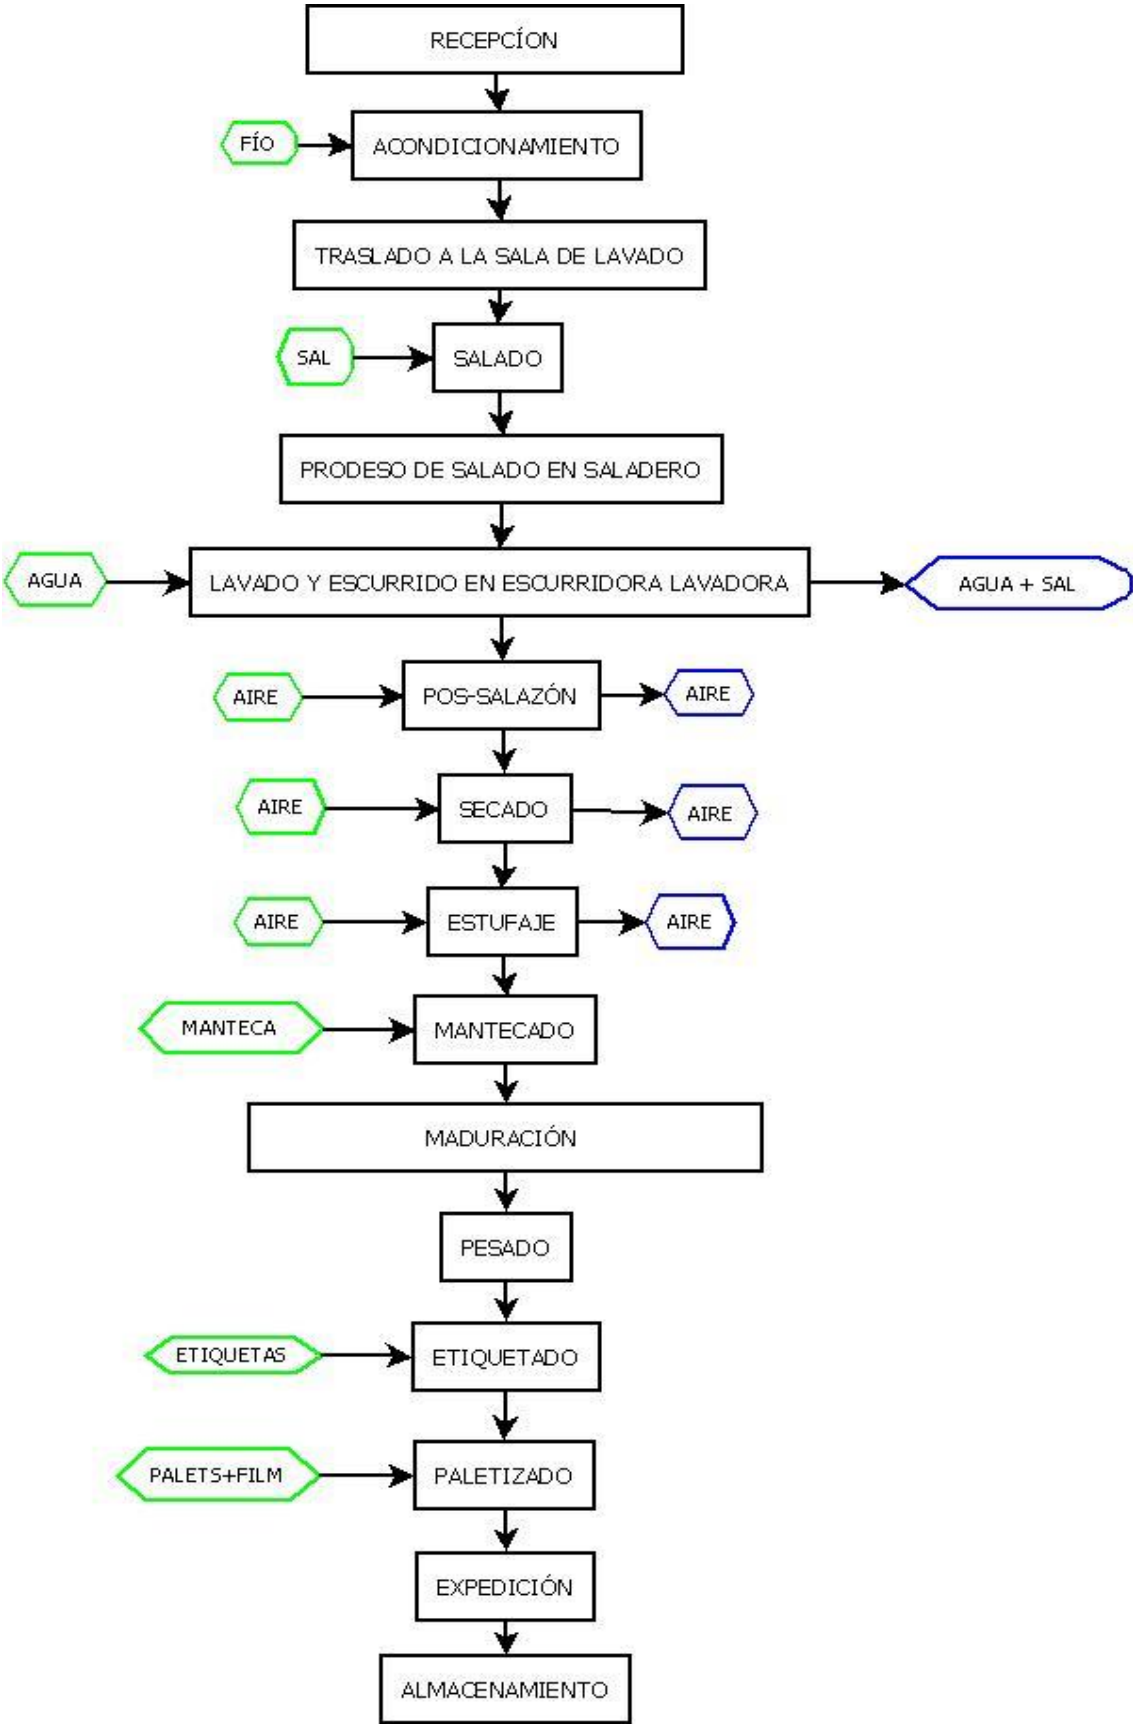 RECEPCÍON
FÍO
ACONDICIONAMIENTO
TRASLADO A LA SALA DE LAVADO
SAL
SALADO
PRODESO DE SALADO EN SALADERO
AGUA
LAVADO Y ESCURRIDO EN ESCURRIDORA LAVADORA
AGUA + SAL
AIRE
POS-SALAZÓN
AIRE
AIRE
SECADO
AIRE
AIRE
ESTUFAJE
AIRE
MANTECA
MANTECADO
MADURACIÓN
PESADO
ETIQUETAS
ETIQUETADO
PALETS+FILM
PALETIZADO
EXPEDICIÓN
ALMACENAMIENTO